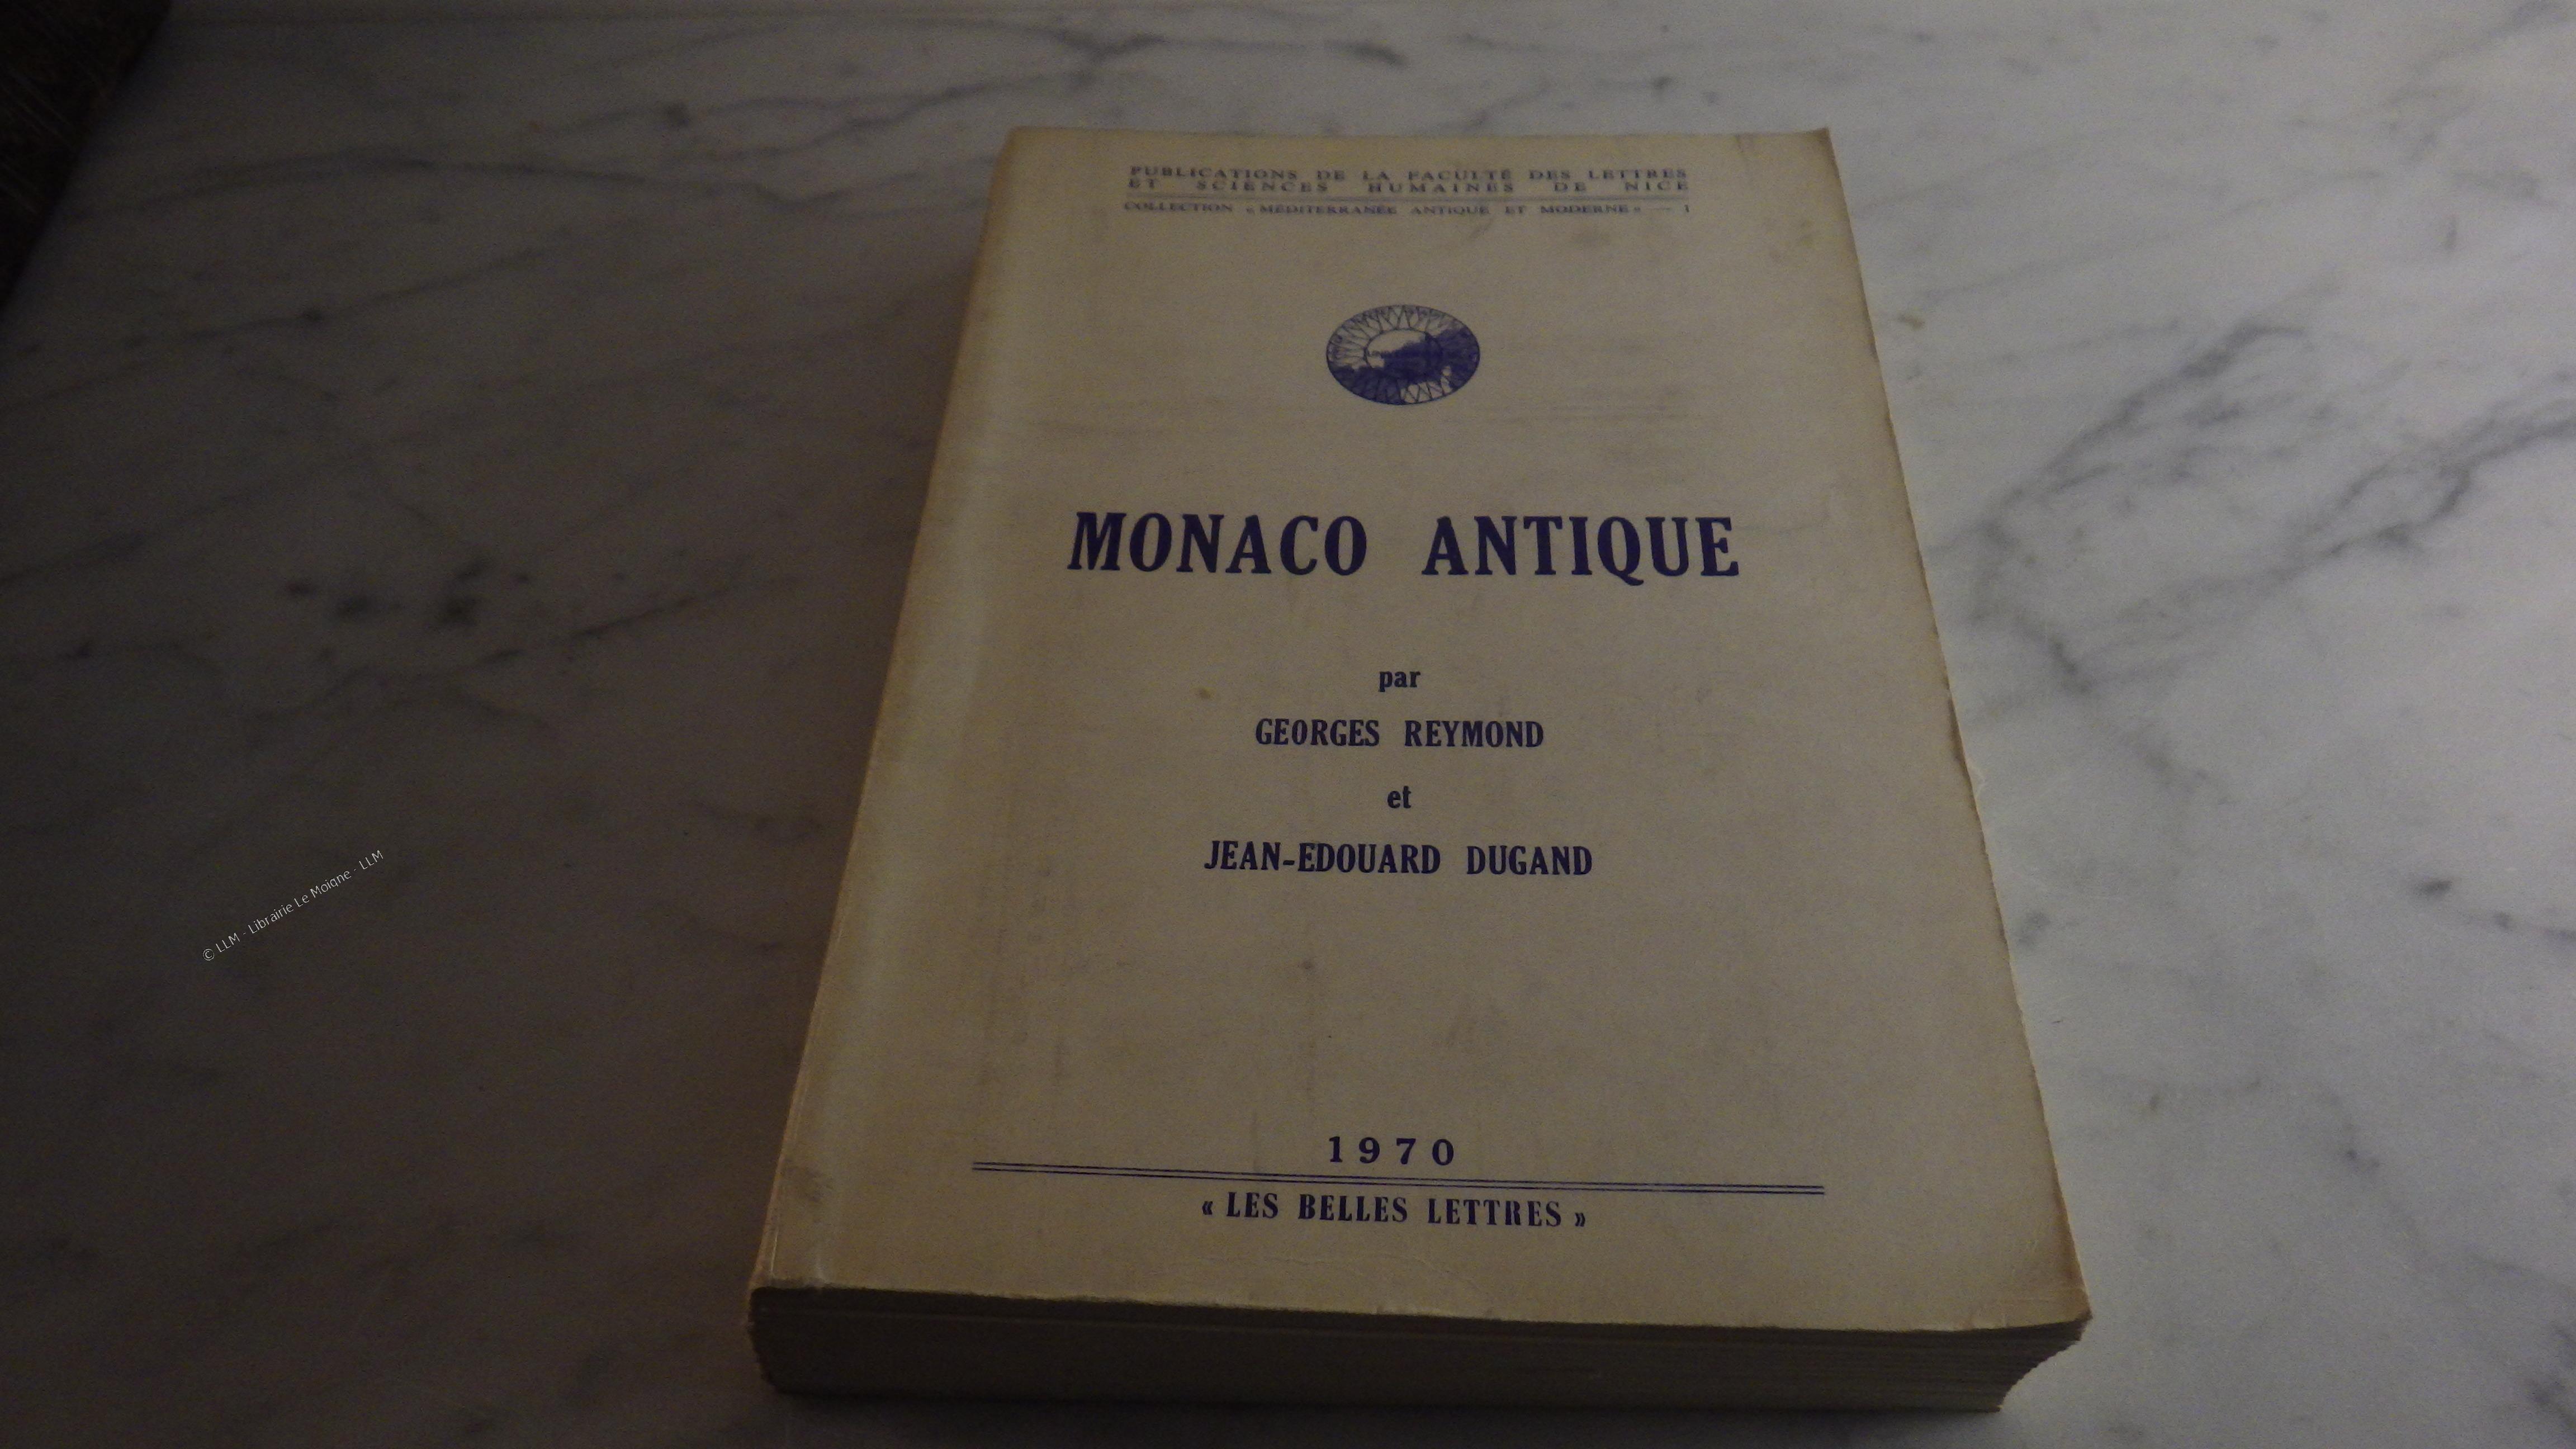 PUBLICATIONS DE LA FACULTÉ DES LETTRES
ET SCIENCES HUMAINES DE NICE
COLLECTION « MÉDITERRANÉE ANTIQUE ET MODERNE » — 1
MONACO ANTIQUE
par
GEORGES REYMOND
et
JEAN-EDOUARD DUGAND
1970
« LES BELLES LETTRES »
© LLM - Librairie Le Moigne - LLM